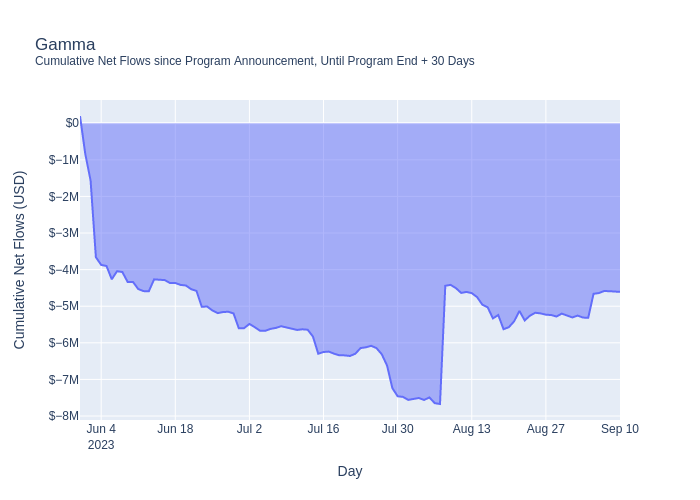 Gamma
Cumulative Net Flows since Program Announcement, Until Program End + 30 Days
Cumulative Net Flows (USD)
$0
$−1M
$−2M
$−3M
$−4M
$−5M
$−6M
$−7M
$−8M
Jun 4 Jun 18 Jul 2 Jul 16 Jul 30 Aug 13 Aug 27 Sep 10
2023
Day